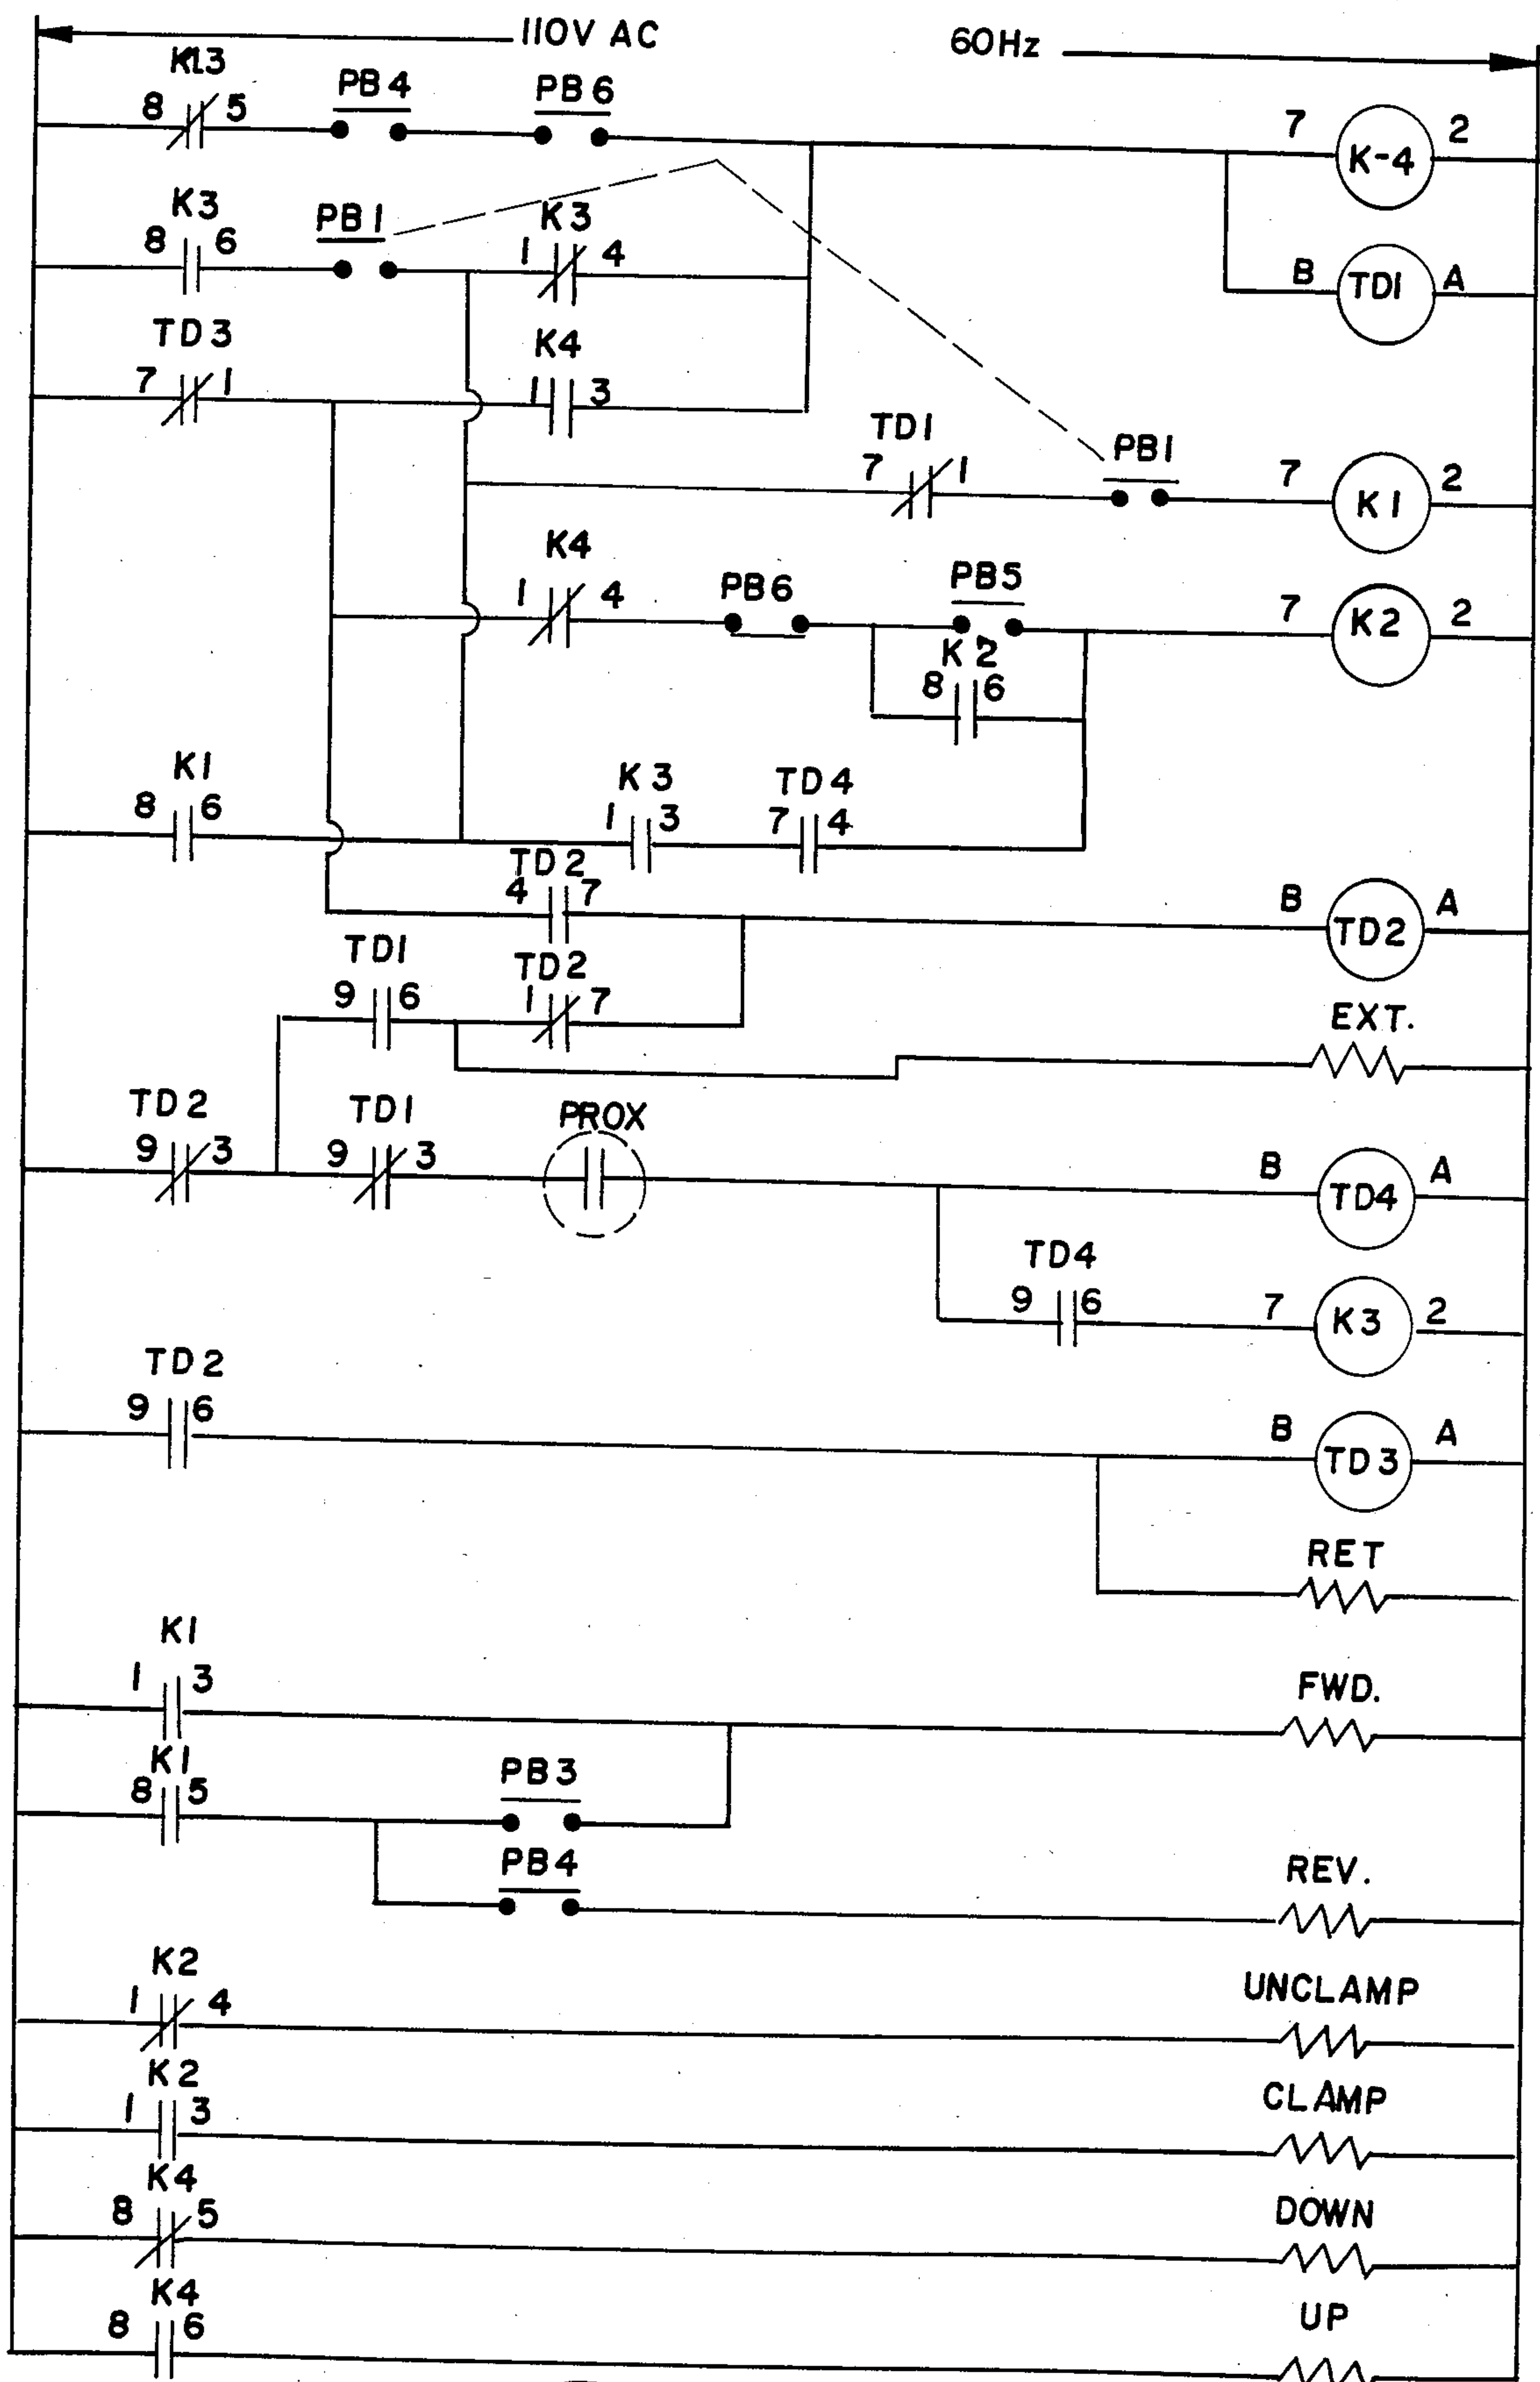 110V AC 60Hz
K1.3 PB4 PB6
8 5 7 K-4 2
K3 PB1 K3
8 6 1 4 B TD1 A
TD3 K4
7 1 1 3
TD1 PB1
7 1 7 K1 2
K4 PB6 PB5
1 4 7 K2 2
K2
8 6
K1 K3 TD4
8 6 1 3 7 4
TD2
4 7 B TD2 A
TD1 TD2
9 6 1 7 EXT.
TD2 TD1 PROX
9 3 9 3 B TD4 A
TD4
9 6 7 K3 2
TD2
9 6 B TD3 A
RET
K1
1 3 FWD.
K1 PB3
8 5
PB4 REV.
K2 UNCLAMP
1 4
K2 CLAMP
1 3
K4 DOWN
8 5
K4 UP
8 6